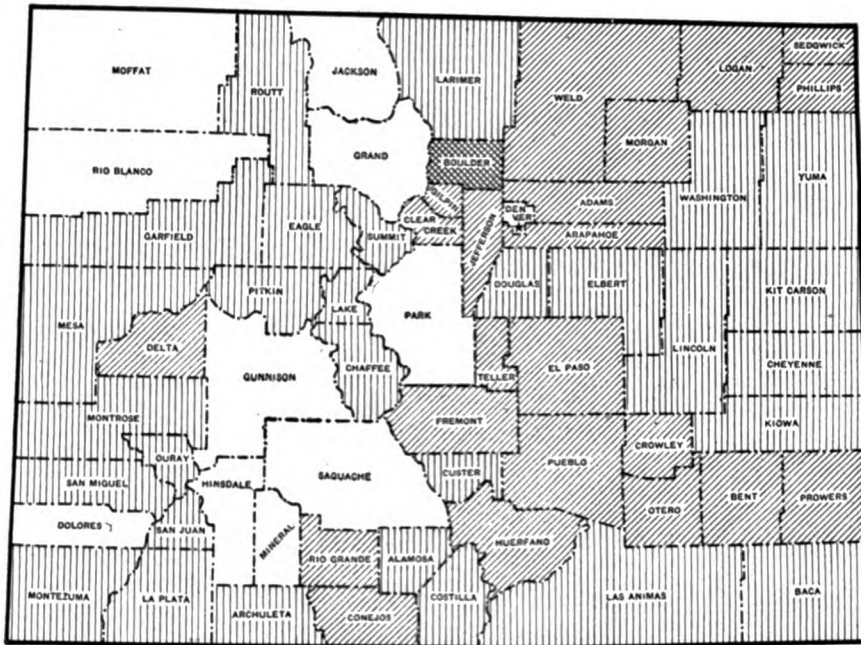 SEDGWICK
LOGAN
PHILLIPS
MOFFAT
JACKSON
LARIMER
ROUTT
WELD
MORGAN
GRAND
BOULDER
RIO BLANCO
WASHINGTON
YUMA
GILPIN
ADAMS
CLEAR
CREEK
DEN
VER
EAGLE
SUMMIT
GARFIELD
JEFFERSON
ARAPAHOE
PITKIN
DOUGLAS
ELBERT
KIT CARSON
LAKE
PARK
MESA
DELTA
LINCOLN
GUNNISON
CHAFFEE
TELLER
EL PASO
CHEYENNE
MONTROSE
FREMONT
KIOWA
CROWLEY
OURAY
CUSTER
PUEBLO
SAN MIGUEL
HINSDALE
SAGUACHE
BENT
PROWERS
OTERO
DOLORES
SAN JUAN
MINERAL
HUERFANO
RIO GRANDE
ALAMOSA
MONTEZUMA
LA PLATA
ARCHULETA
CONEJOS
COSTILLA
LAS ANIMAS
BACA